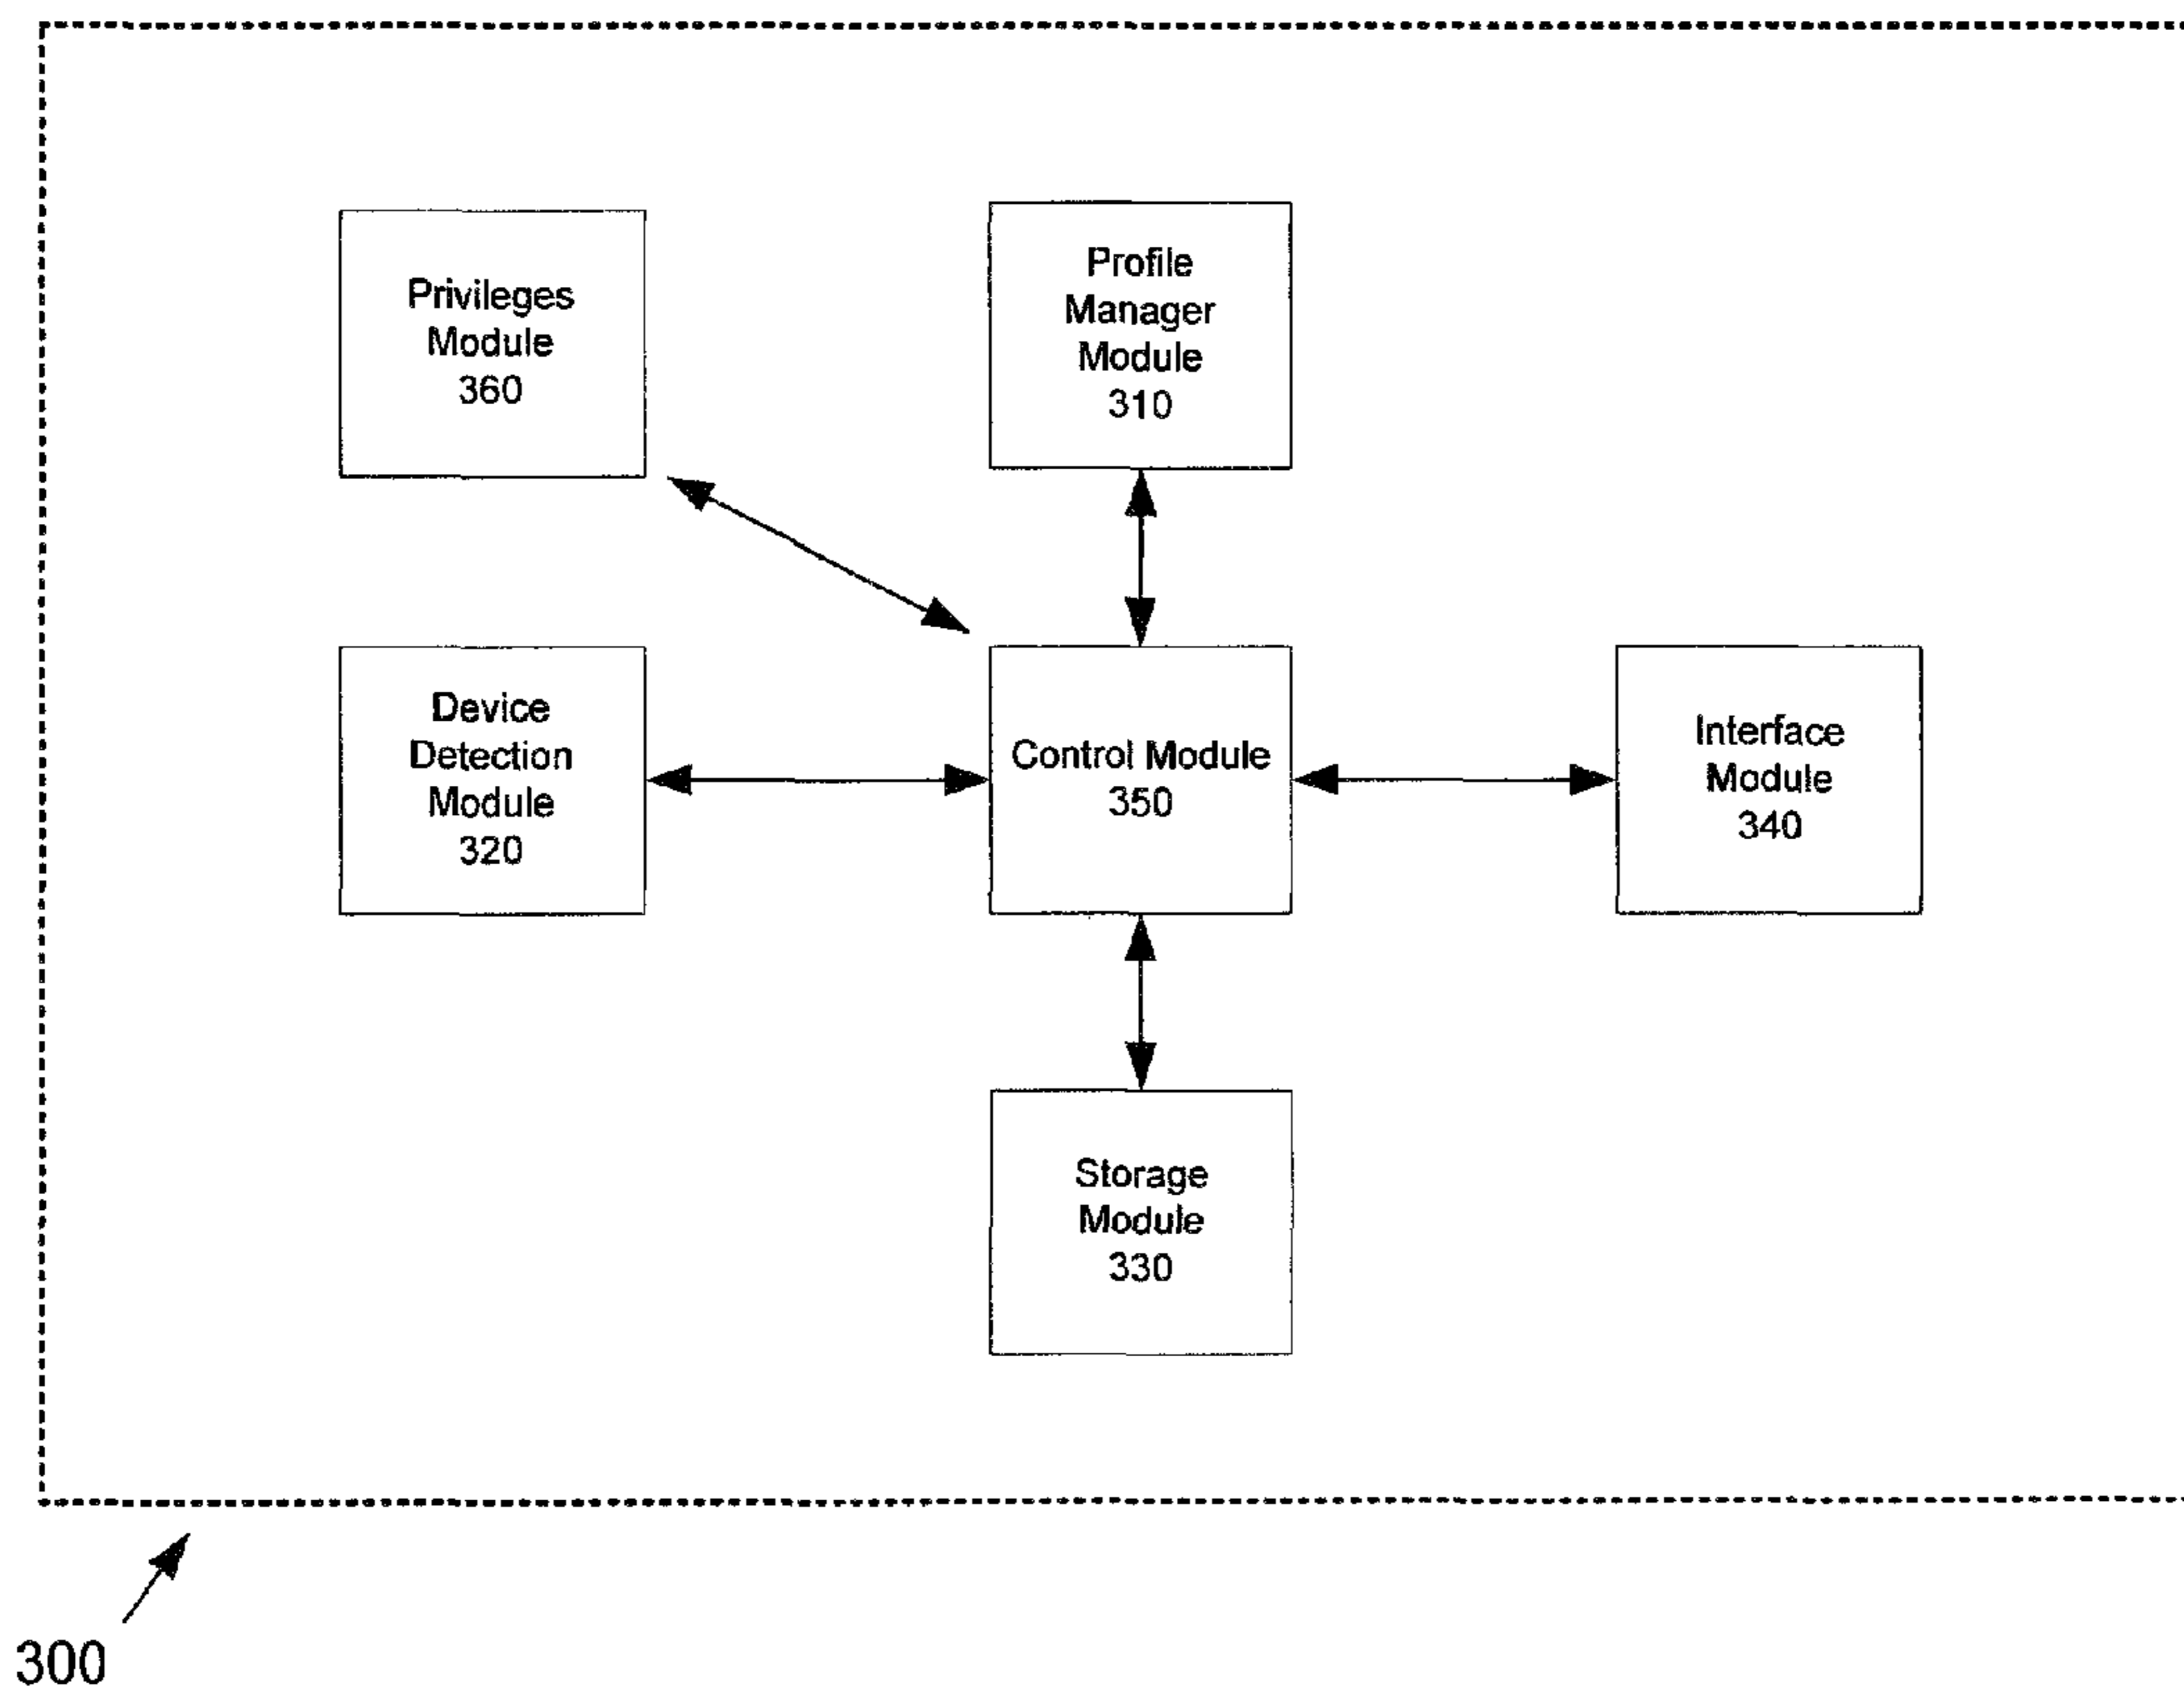 Privileges
Module
360
Profile
Manager
Module
310
Device
Detection
Module
320
Control Module
350
Interface
Module
340
Storage
Module
330
300